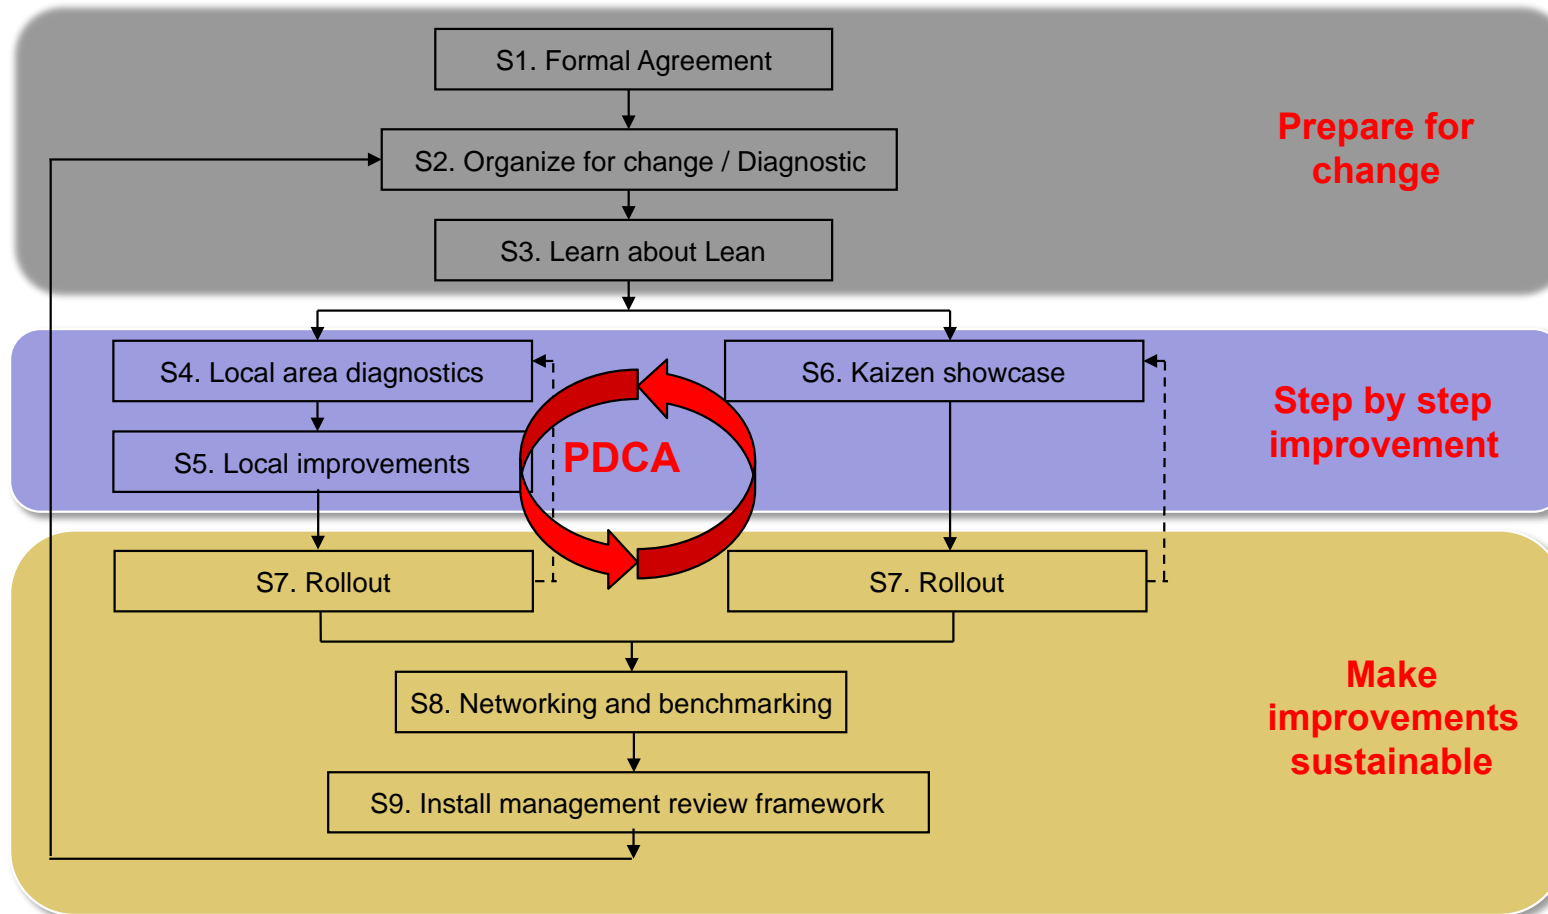 S1. Formal Agreement
S2. Organize for change / Diagnostic
S3. Learn about Lean
Prepare for
change
S4. Local area diagnostics
S6. Kaizen showcase
S5. Local improvements
PDCA
Step by step
improvement
S7. Rollout
S7. Rollout
S8. Networking and benchmarking
S9. Install management review framework
Make
improvements
sustainable